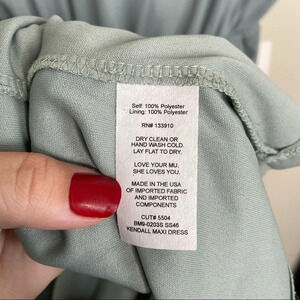 Self: 100% Polyester
Lining: 100% Polyester
RN# 133910
DRY CLEAN OR
HAND WASH COLD.
LAY FLAT TO DRY.
LOVE YOUR MU,
SHE LOVES YOU.
MADE IN THE USA
OF IMPORTED FABRIC
AND IMPORTED
COMPONENTS
CUT# 5504
BM9-0203S SS46
KENDALL MAXI DRESS